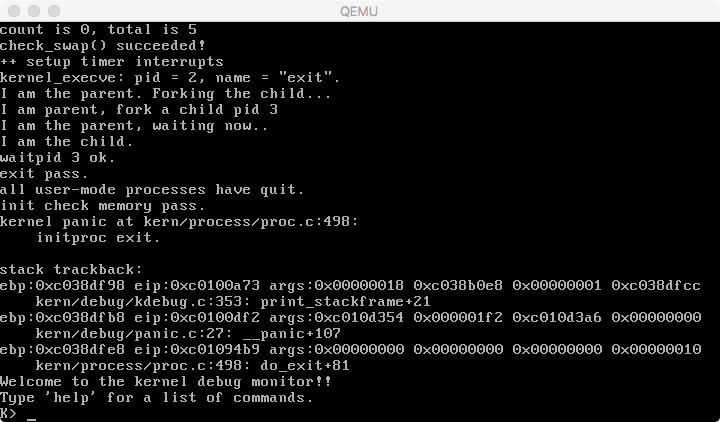 QEMU
count is 0, total is 5
check_swap() succeeded!
++ setup timer interrupts
kernel_execve: pid = 2, name = "exit".
I am the parent. Forking the child...
I am parent, fork a child pid 3
I am the parent, waiting now..
I am the child.
waitpid 3 ok.
exit pass.
all user-mode processes have quit.
init check memory pass.
kernel panic at kern/process/proc.c:498:
    initproc exit.

stack trackback:
ebp:0xc038df98 eip:0xc0100a73 args:0x00000018 0xc038b0e8 0x00000001 0xc038dfcc
    kern/debug/kdebug.c:353: print_stackframe+21
ebp:0xc038dfb8 eip:0xc0100df2 args:0xc010d354 0x000001f2 0xc010d3a6 0x00000000
    kern/debug/panic.c:27: __panic+107
ebp:0xc038dfe8 eip:0xc01094b9 args:0x00000000 0x00000000 0x00000000 0x00000010
    kern/process/proc.c:498: do_exit+81
Welcome to the kernel debug monitor!!
Type 'help' for a list of commands.
K> _